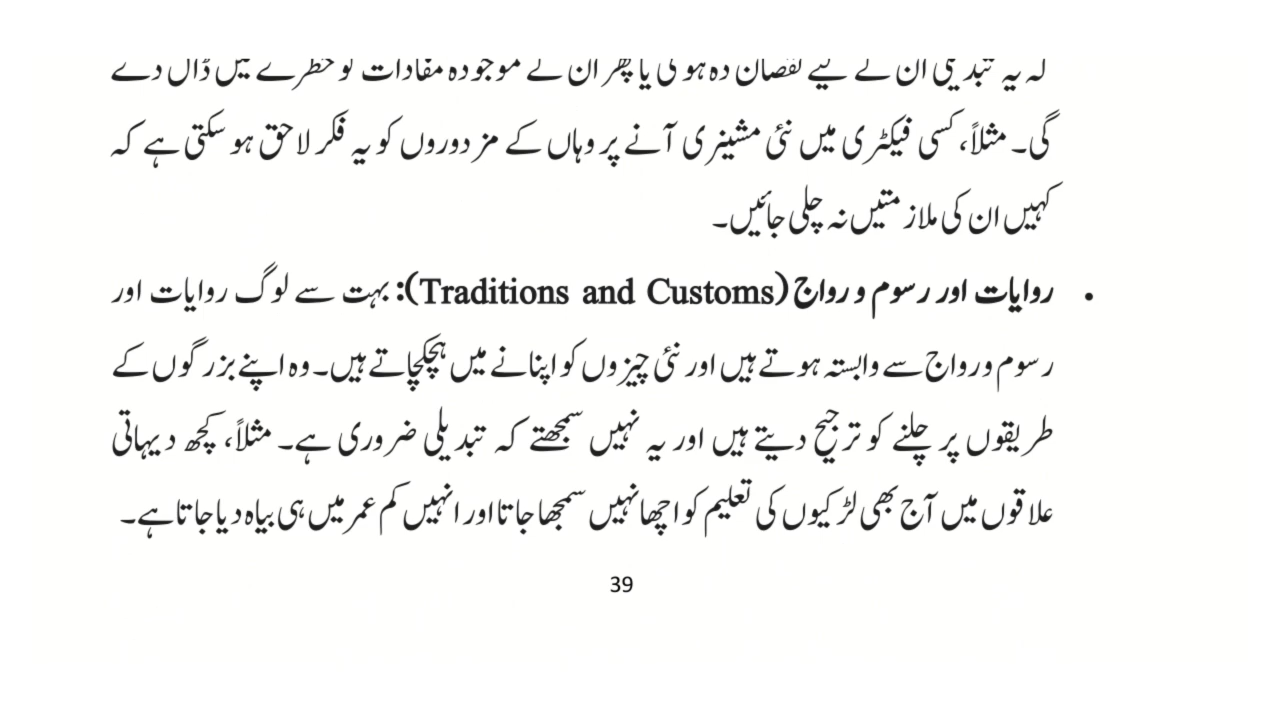 کہ یہ تبدیلی ان کے لیے نقصان دہ ہو گی یا پھر ان کے موجودہ مفادات کو خطرے میں ڈال دے
گی۔ مثلاً، کسی فیکٹری میں نئی مشینری آنے پر وہاں کے مزدوروں کو یہ فکر لاحق ہو سکتی ہے کہ
کہیں ان کی ملازمتیں نہ چلی جائیں۔
• روایات اور رسوم و رواج (Traditions and Customs): بہت سے لوگ روایات اور
رسوم و رواج سے وابستہ ہوتے ہیں اور نئی چیزوں کو اپنانے میں ہچکچاتے ہیں۔ وہ اپنے بزرگوں کے
طریقوں پر چلنے کو ترجیح دیتے ہیں اور یہ نہیں سمجھتے کہ تبدیلی ضروری ہے۔ مثلاً، کچھ دیہاتی
علاقوں میں آج بھی لڑکیوں کی تعلیم کو اچھا نہیں سمجھا جاتا اور انہیں کم عمر میں ہی بیاہ دیا جاتا ہے۔
39